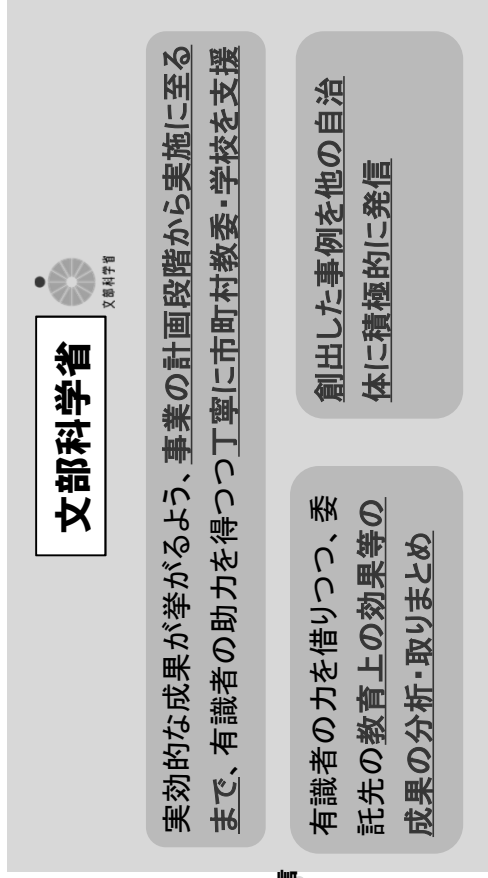 文部科学省
文部科学省
実効的な成果が挙がるよう、事業の計画段階から実施に至る
まで、有識者の助力を得つつ丁寧に市町村教委・学校を支援
有識者の力を借りつつ、委
託先の教育上の効果等の
成果の分析・取りまとめ
創出した事例を他の自治
体に積極的に発信